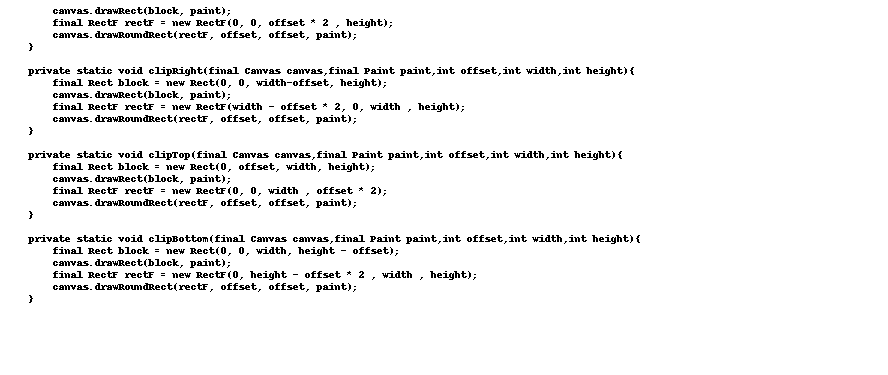 canvas.drawRect(block, paint);
final RectF rectF = new RectF(0, 0, offset * 2 , height);
canvas.drawRoundRect(rectF, offset, offset, paint);
}
private static void clipRight(final Canvas canvas,final Paint paint,int offset,int width,int height){
final Rect block = new Rect(0, 0, width-offset, height);
canvas.drawRect(block, paint);
final RectF rectF = new RectF(width - offset * 2, 0, width , height);
canvas.drawRoundRect(rectF, offset, offset, paint);
}
private static void clipTop(final Canvas canvas,final Paint paint,int offset,int width,int height){
final Rect block = new Rect(0, offset, width, height);
canvas.drawRect(block, paint);
final RectF rectF = new RectF(0, 0, width , offset * 2);
canvas.drawRoundRect(rectF, offset, offset, paint);
}
private static void clipBottom(final Canvas canvas,final Paint paint,int offset,int width,int height){
final Rect block = new Rect(0, 0, width, height - offset);
canvas.drawRect(block, paint);
final RectF rectF = new RectF(0, height - offset * 2 , width , height);
canvas.drawRoundRect(rectF, offset, offset, paint);
}